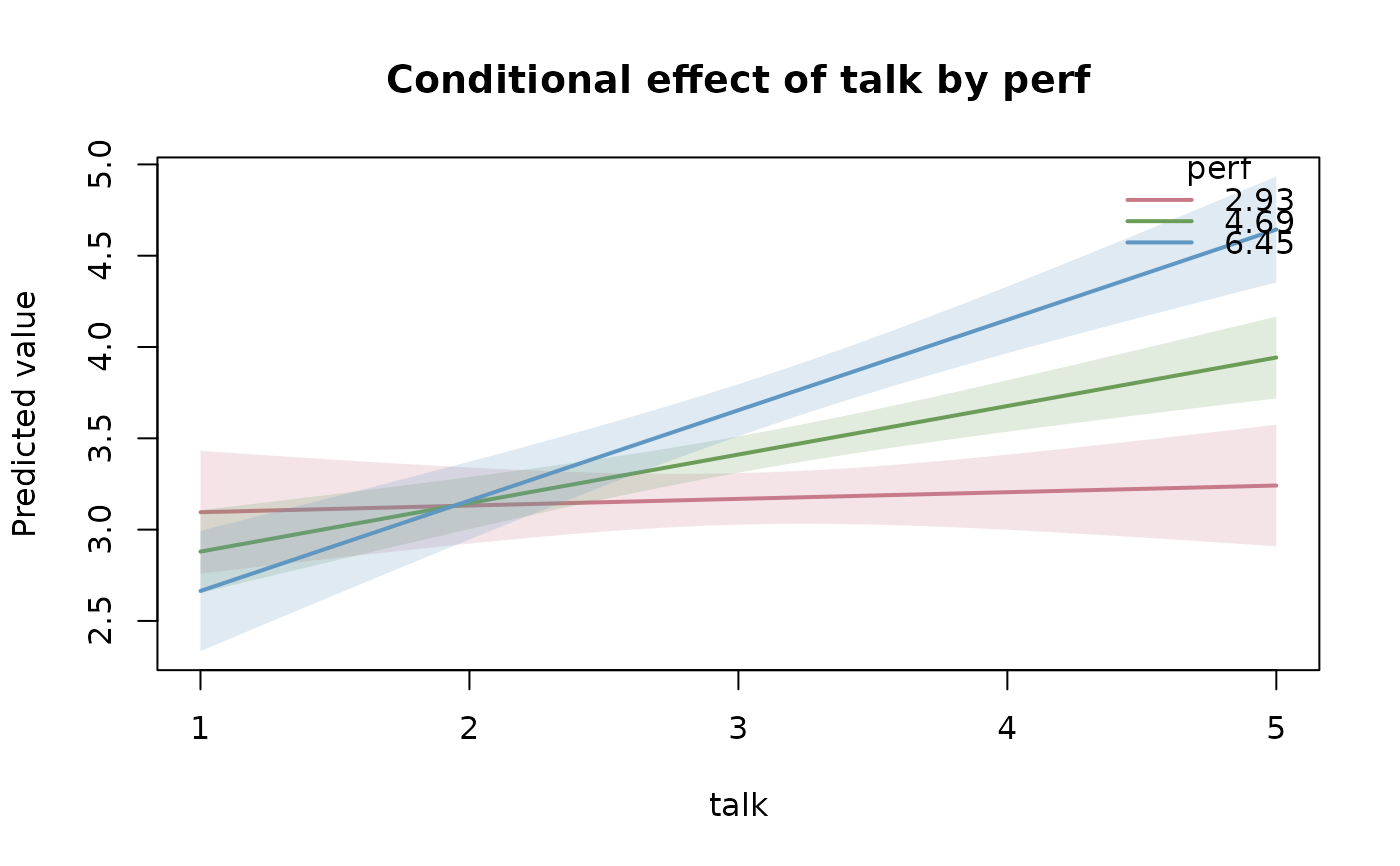 Conditional effect of talk by perf
Predicted value
5.0
4.5
4.0
3.5
3.0
2.5
perf
2.93
4.69
6.45
1 2 3 4 5
talk